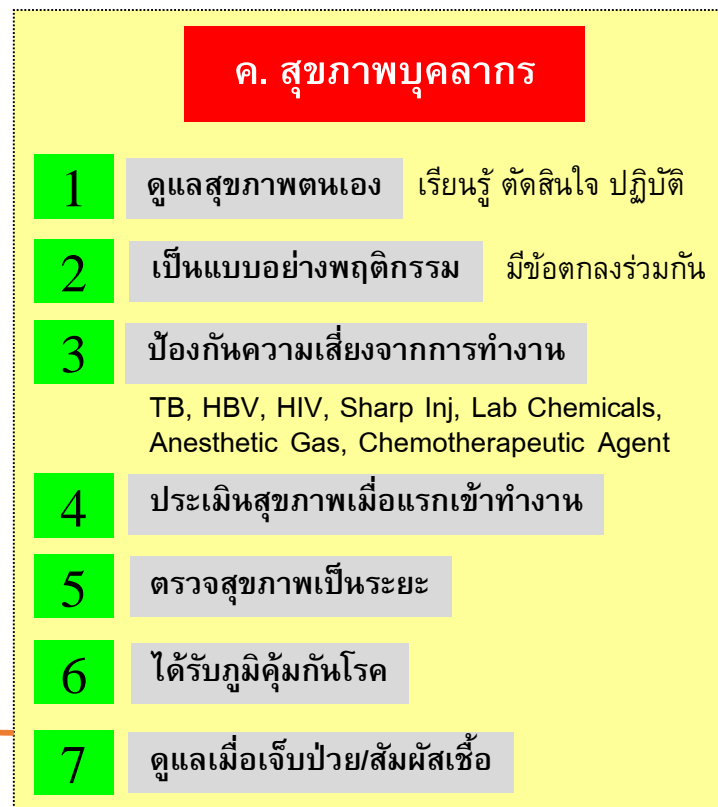 ค. สุขภาพบุคลากร
1 ดูแลสุขภาพตนเอง เรียนรู้ ตัดสินใจ ปฏิบัติ
2 เป็นแบบอย่างพฤติกรรม มีข้อตกลงร่วมกัน
3 ป้องกันความเสี่ยงจากการทำงาน
TB, HBV, HIV, Sharp Inj, Lab Chemicals,
Anesthetic Gas, Chemotherapeutic Agent
4 ประเมินสุขภาพเมื่อแรกเข้าทำงาน
5 ตรวจสุขภาพเป็นระยะ
6 ได้รับภูมิคุ้มกันโรค
7 ดูแลเมื่อเจ็บป่วย/สัมผัสเชื้อ